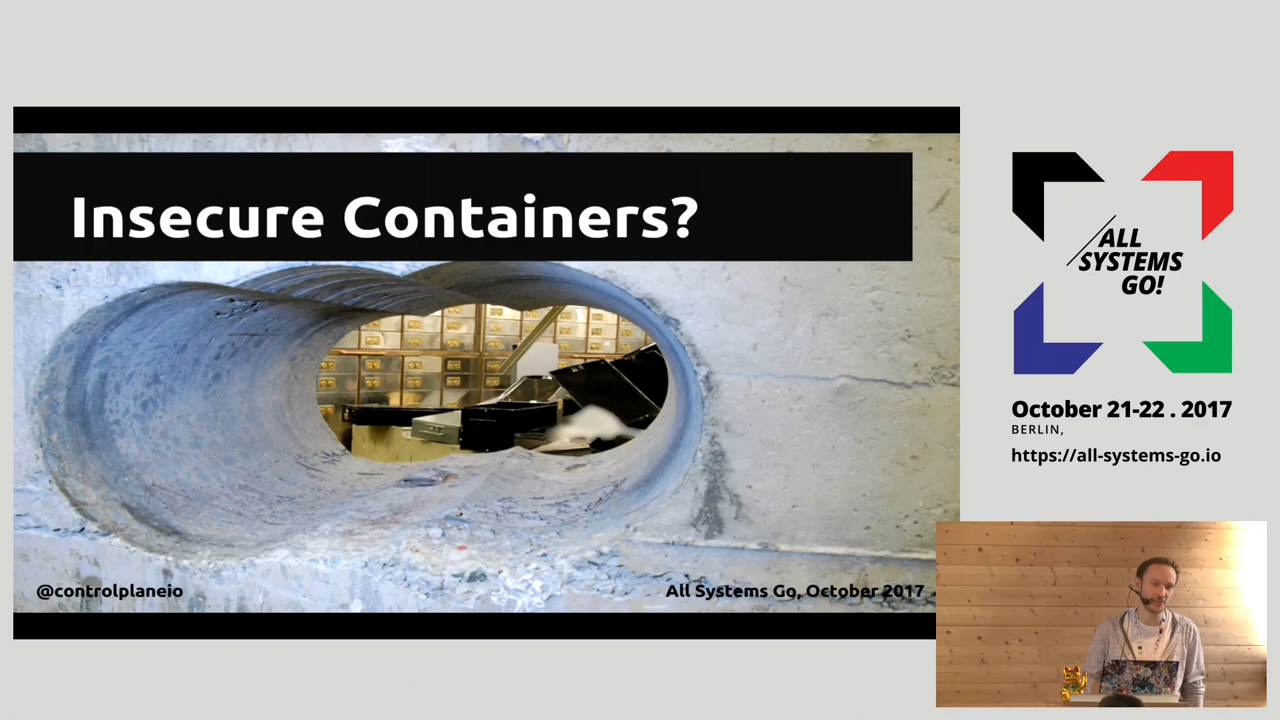 Insecure Containers?
@controlplaneio
All Systems Go, October 2017
ALL
SYSTEMS
GO!
October 21-22 . 2017
BERLIN,
https://all-systems-go.io